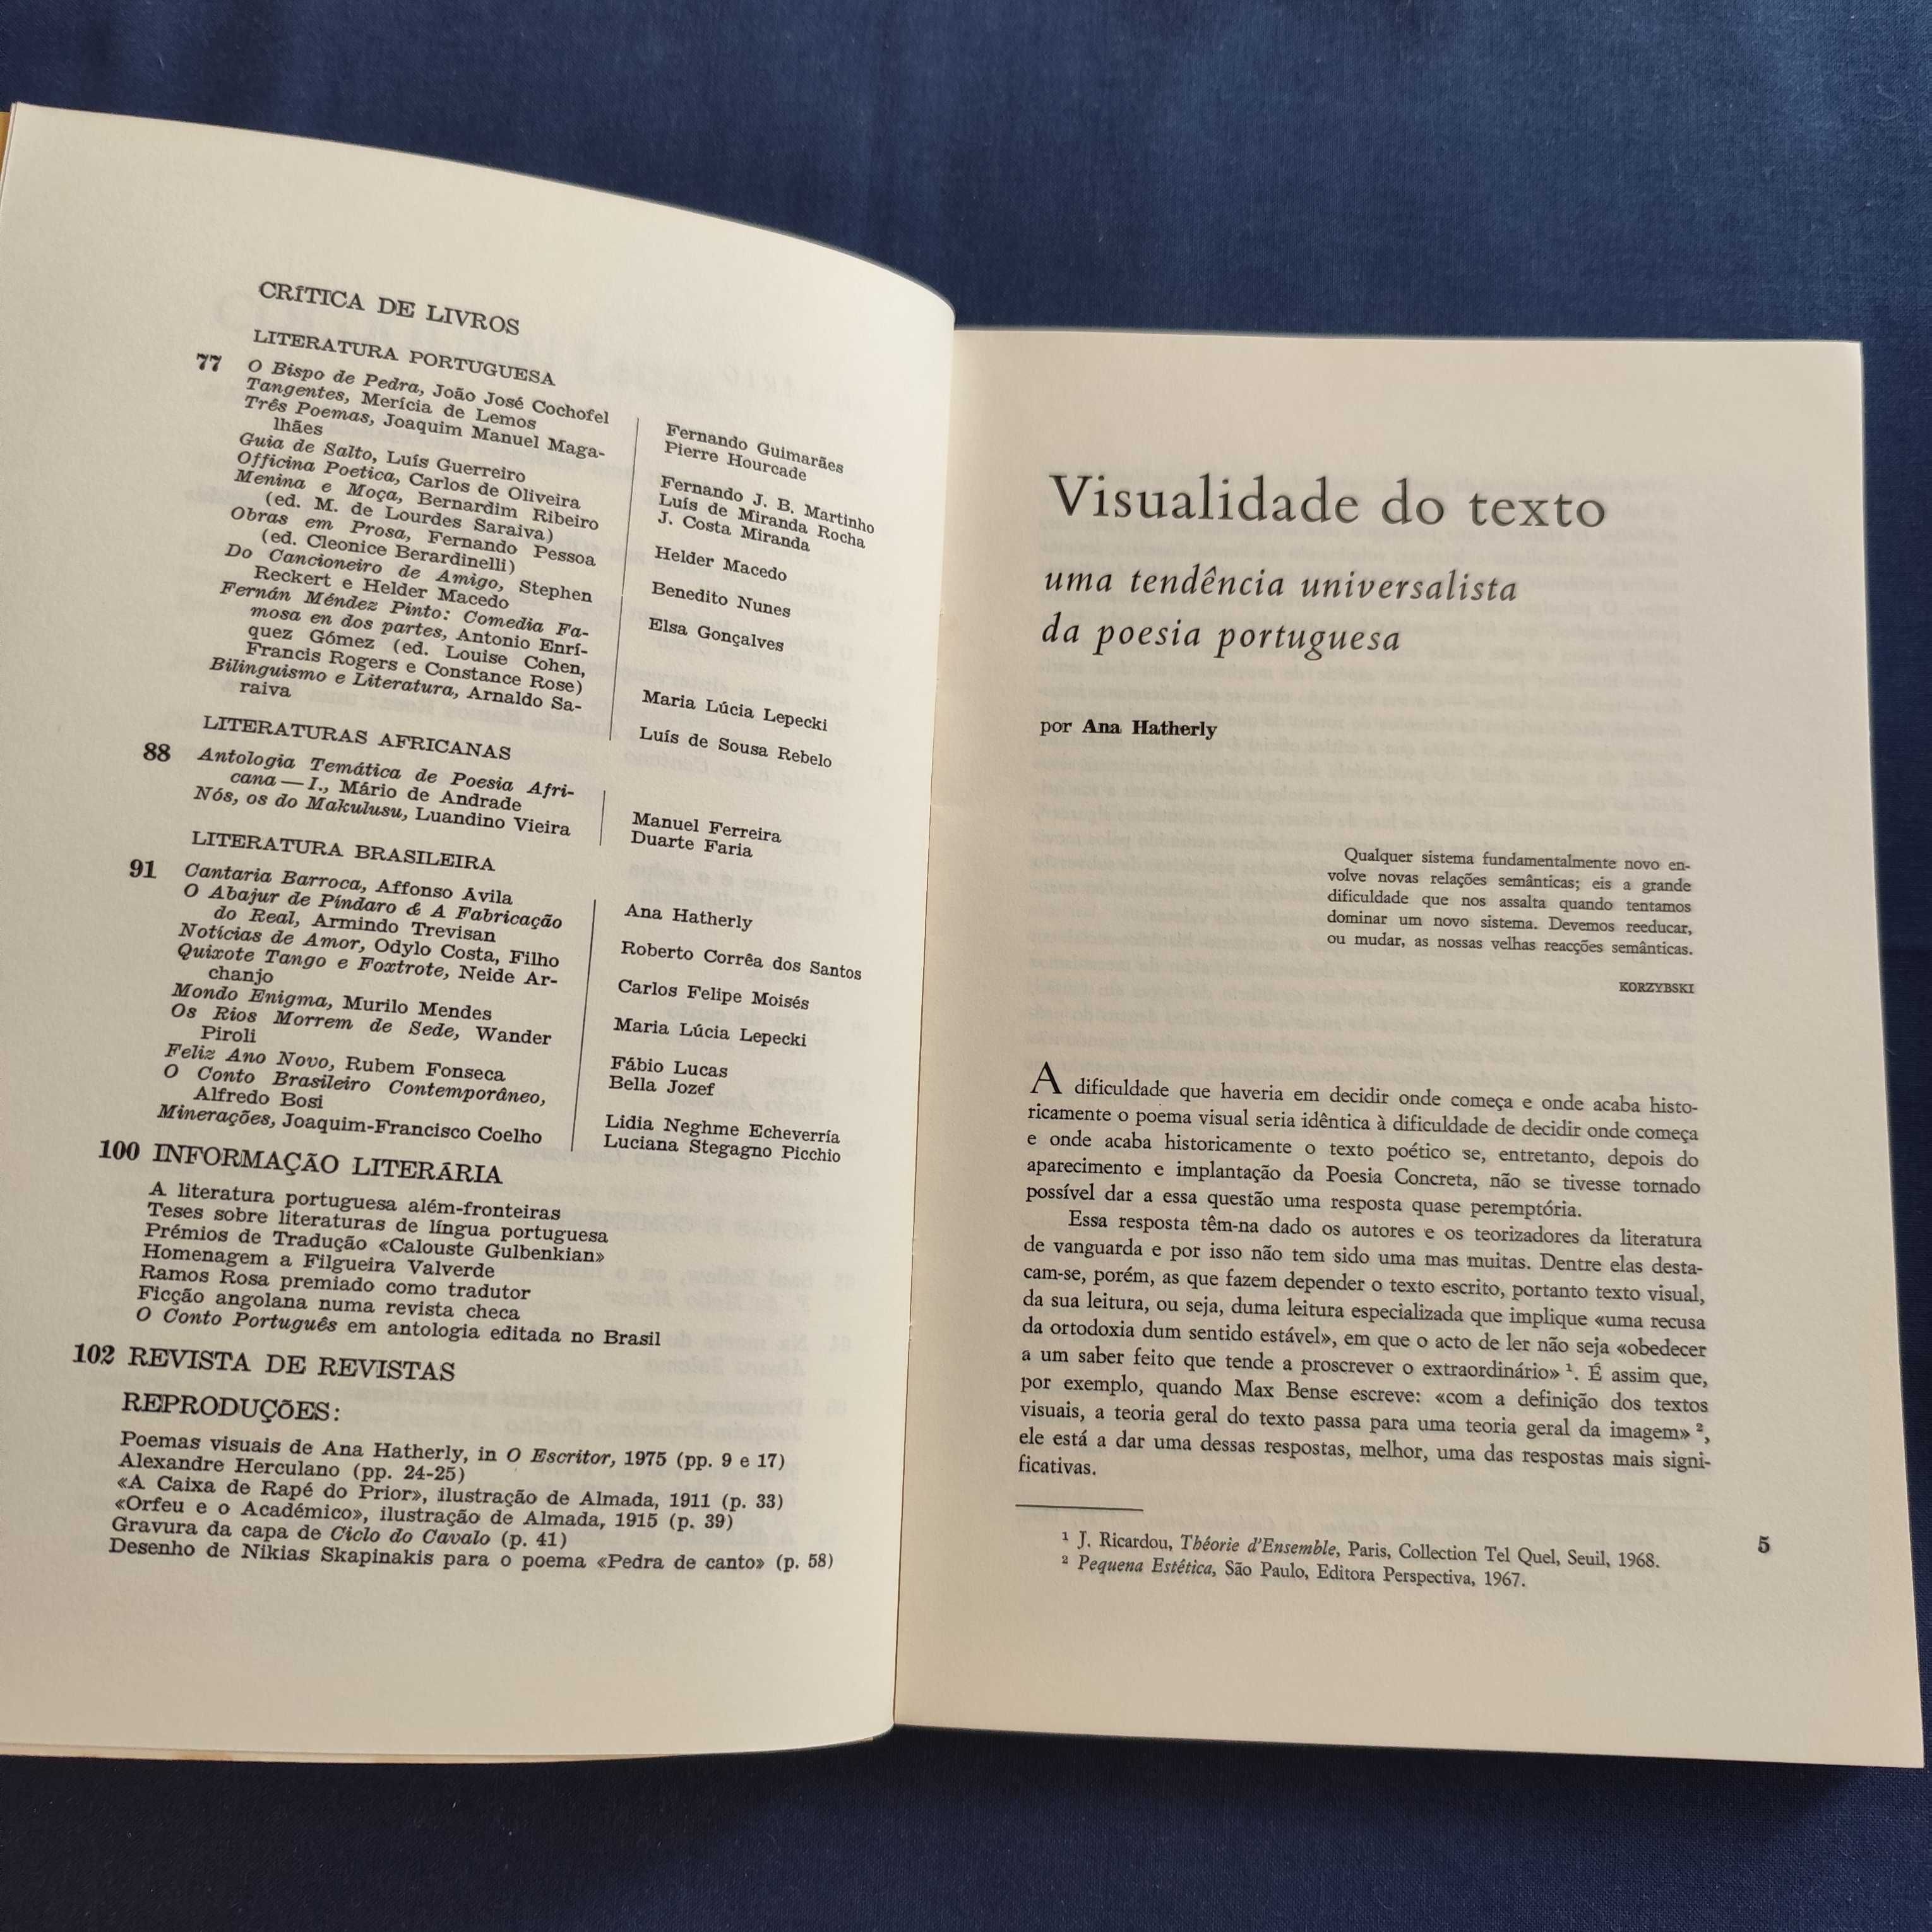 CRÍTICA DE LIVROS
LITERATURA PORTUGUESA
77 O Bispo de Pedra, João José Cochofel
Tangentes, Merícia de Lemos
Três Poemas, Joaquim Manuel Maga-
lhães
Guia de Salto, Luís Guerreiro
Officina Poetica, Carlos de Oliveira
Menina e Moça, Bernardim Ribeiro
(ed. M. de Lourdes Saraiva)
Obras em Prosa, Fernando Pessoa
(ed. Cleonice Berardinelli)
Do Cancioneiro de Amigo, Stephen
Reckert e Helder Macedo
Fernán Méndez Pinto: Comedia Fa-
mosa en dos partes, Antonio Enrí-
quez Gómez (ed. Louise Cohen,
Francis Rogers e Constance Rose)
Bilinguismo e Literatura, Arnaldo Sa-
raiva
Fernando Guimarães
Pierre Hourcade
Fernando J. B. Martinho
Luís de Miranda Rocha
J. Costa Miranda
Helder Macedo
Benedito Nunes
Elsa Gonçalves
Maria Lúcia Lepecki
Luís de Sousa Rebelo
LITERATURAS AFRICANAS
88 Antologia Temática de Poesia Afri-
cana — I., Mário de Andrade
Nós, os do Makulusu, Luandino Vieira
Manuel Ferreira
Duarte Faria
LITERATURA BRASILEIRA
91 Cantaria Barroca, Affonso Avila
O Abajur de Píndaro & A Fabricação
do Real, Armindo Trevisan
Notícias de Amor, Odylo Costa, Filho
Quixote Tango e Foxtrote, Neide Ar-
chanjo
Mondo Enigma, Murilo Mendes
Os Rios Morrem de Sede, Wander
Piroli
Feliz Ano Novo, Rubem Fonseca
O Conto Brasileiro Contemporâneo,
Alfredo Bosi
Minerações, Joaquim-Francisco Coelho
Ana Hatherly
Roberto Corrêa dos Santos
Carlos Felipe Moisés
Maria Lúcia Lepecki
Fábio Lucas
Bella Jozef
Lidia Neghme Echeverría
Luciana Stegagno Picchio
100 INFORMAÇÃO LITERÁRIA
A literatura portuguesa além-fronteiras
Teses sobre literaturas de língua portuguesa
Prémios de Tradução «Calouste Gulbenkian»
Homenagem a Filgueira Valverde
Ramos Rosa premiado como tradutor
Ficção angolana numa revista checa
O Conto Português em antologia editada no Brasil
102 REVISTA DE REVISTAS
REPRODUÇÕES:
Poemas visuais de Ana Hatherly, in O Escritor, 1975 (pp. 9 e 17)
Alexandre Herculano (pp. 24-25)
«A Caixa de Rapé do Prior», ilustração de Almada, 1911 (p. 33)
«Orfeu e o Académico», ilustração de Almada, 1915 (p. 39)
Gravura da capa de Ciclo do Cavalo (p. 41)
Desenho de Nikias Skapinakis para o poema «Pedra de canto» (p. 58)
Visualidade do texto
uma tendência universalista
da poesia portuguesa
por Ana Hatherly
Qualquer sistema fundamentalmente novo en-
volve novas relações semânticas; eis a grande
dificuldade que nos assalta quando tentamos
dominar um novo sistema. Devemos reeducar,
ou mudar, as nossas velhas reacções semânticas.
KORZYBSKI
A dificuldade que haveria em decidir onde começa e onde acaba histo-
ricamente o poema visual seria idêntica à dificuldade de decidir onde começa
e onde acaba historicamente o texto poético se, entretanto, depois do
aparecimento e implantação da Poesia Concreta, não se tivesse tornado
possível dar a essa questão uma resposta quase peremptória.
Essa resposta têm-na dado os autores e os teorizadores da literatura
de vanguarda e por isso não tem sido uma mas muitas. Dentre elas desta-
cam-se, porém, as que fazem depender o texto escrito, portanto texto visual,
da sua leitura, ou seja, duma leitura especializada que implique «uma recusa
da ortodoxia dum sentido estável», em que o acto de ler não seja «obedecer
a um saber feito que tende a proscrever o extraordinário» ¹. É assim que,
por exemplo, quando Max Bense escreve: «com a definição dos textos
visuais, a teoria geral do texto passa para uma teoria geral da imagem» ²,
ele está a dar uma dessas respostas, melhor, uma das respostas mais signi-
ficativas.
¹ J. Ricardou, Théorie d'Ensemble, Paris, Collection Tel Quel, Seuil, 1968.
² Pequena Estética, São Paulo, Editora Perspectiva, 1967.
5